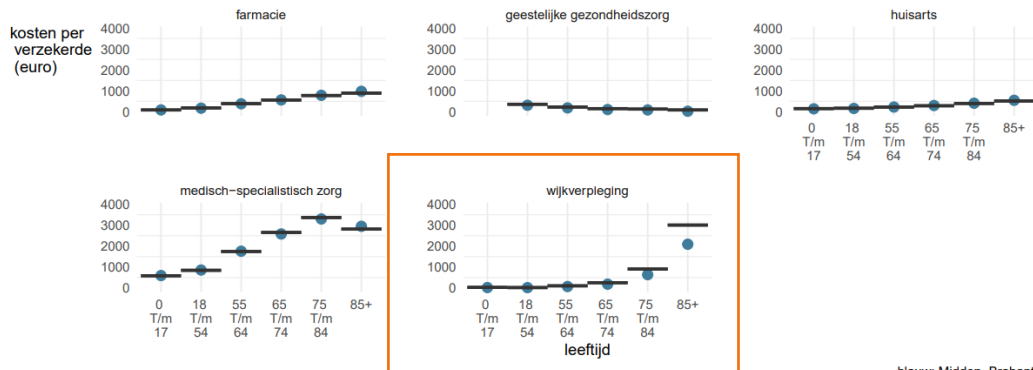 farmacie
geestelijke gezondheidszorg
huisarts
kosten per
verzekerde
(euro)
4000
3000
2000
1000
0
4000
3000
2000
1000
0
4000
3000
2000
1000
0
0 18 55 65 75 85+
T/m T/m T/m T/m T/m
17 54 64 74 84
medisch-specialistisch zorg
wijkverpleging
4000
3000
2000
1000
0
4000
3000
2000
1000
0
0 18 55 65 75 85+
T/m T/m T/m T/m T/m
17 54 64 74 84
0 18 55 65 75 85+
T/m T/m T/m T/m T/m
17 54 64 74 84
leeftijd